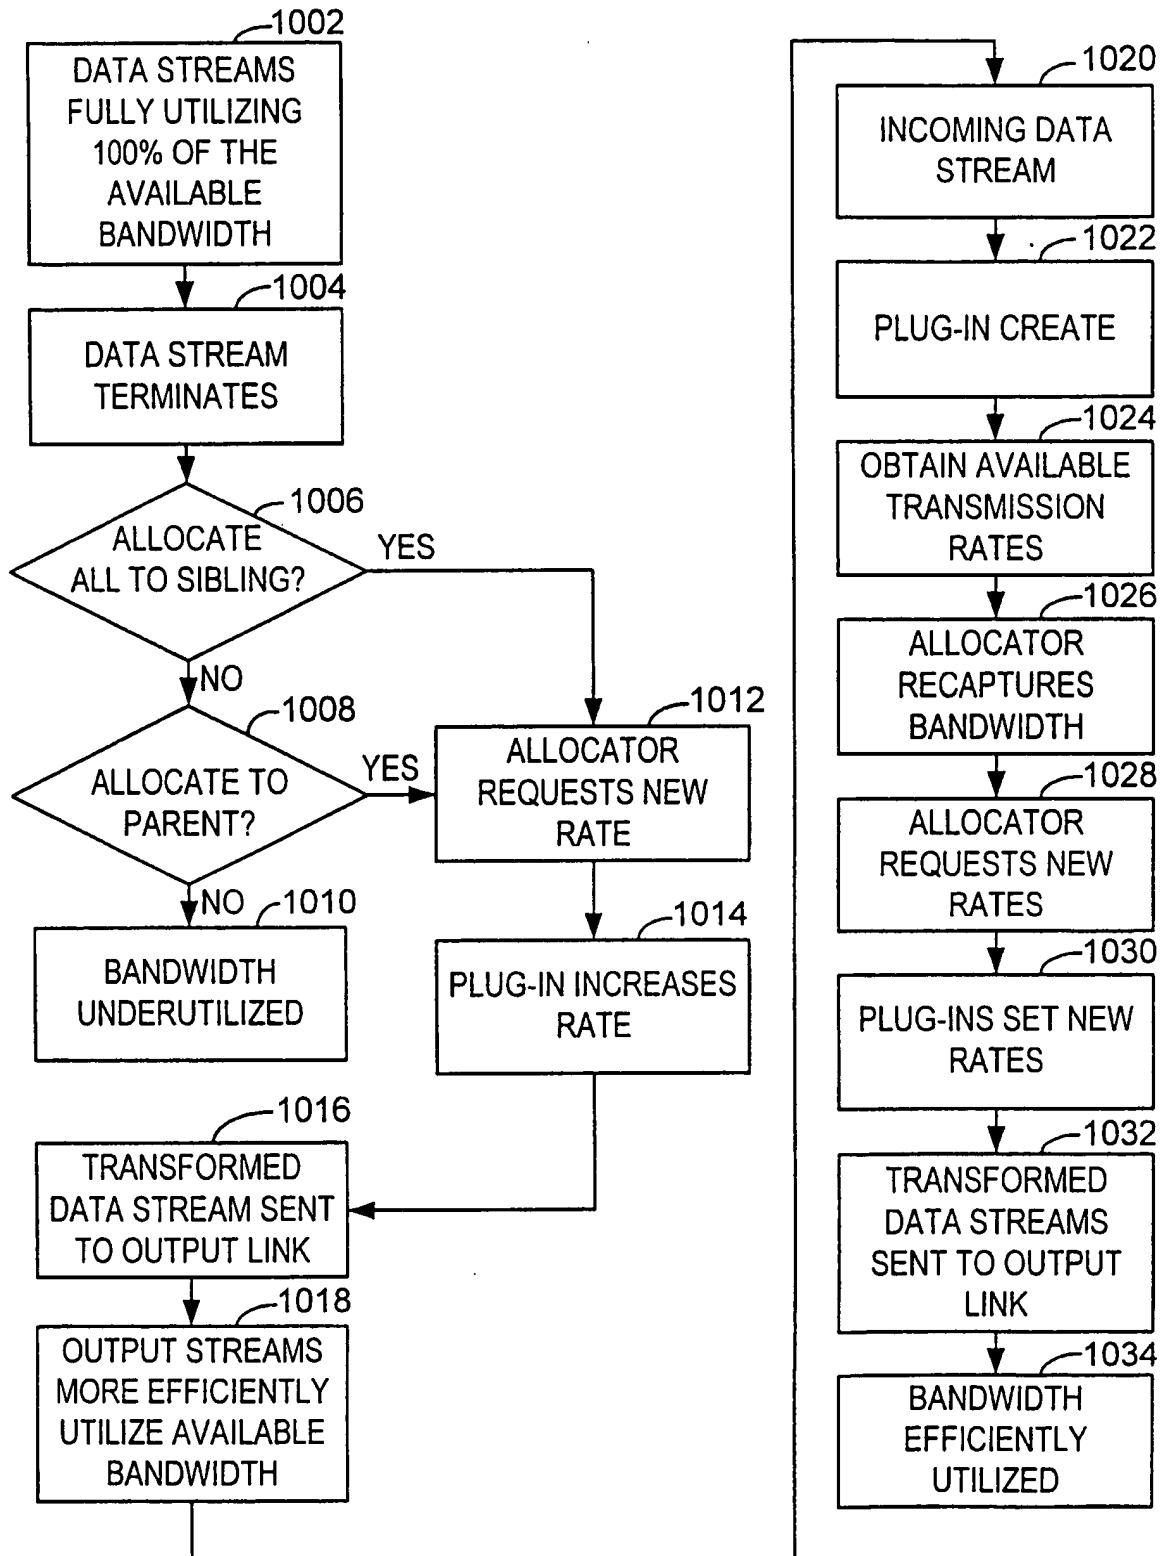 1002
DATA STREAMS
FULLY UTILIZING
100% OF THE
AVAILABLE
BANDWIDTH
1004
DATA STREAM
TERMINATES
1006
ALLOCATE
ALL TO SIBLING?
YES
NO
1008
ALLOCATE TO
PARENT?
YES
NO
1010
BANDWIDTH
UNDERUTILIZED
1012
ALLOCATOR
REQUESTS NEW
RATE
1014
PLUG-IN INCREASES
RATE
1016
TRANSFORMED
DATA STREAM SENT
TO OUTPUT LINK
1018
OUTPUT STREAMS
MORE EFFICIENTLY
UTILIZE AVAILABLE
BANDWIDTH
1020
INCOMING DATA
STREAM
1022
PLUG-IN CREATE
1024
OBTAIN AVAILABLE
TRANSMISSION
RATES
1026
ALLOCATOR
RECAPTURES
BANDWIDTH
1028
ALLOCATOR
REQUESTS NEW
RATES
1030
PLUG-INS SET NEW
RATES
1032
TRANSFORMED
DATA STREAMS
SENT TO OUTPUT
LINK
1034
BANDWIDTH
EFFICIENTLY
UTILIZED